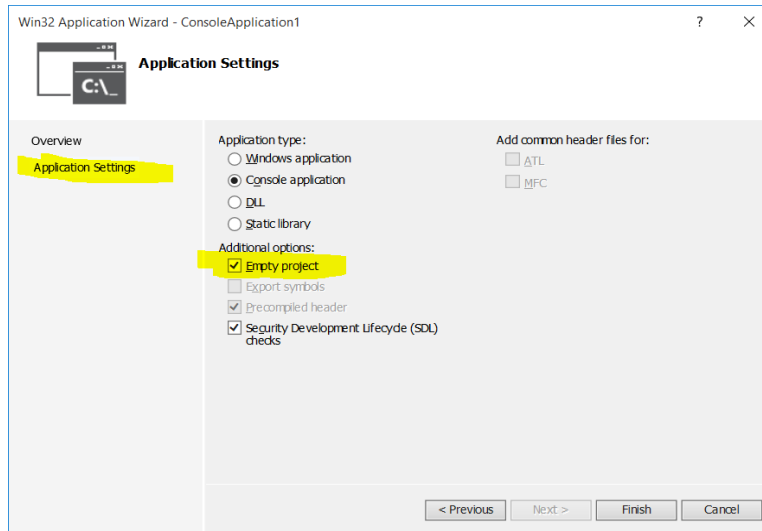 Win32 Application Wizard - ConsoleApplication1
? ×
C:\_
Application Settings
Overview
Application Settings
Application type:
Windows application
Console application
DLL
Static library
Additional options:
Empty project
Export symbols
Precompiled header
Security Development Lifecycle (SDL)
checks
Add common header files for:
ATL
MFC
< Previous
Next >
Finish
Cancel